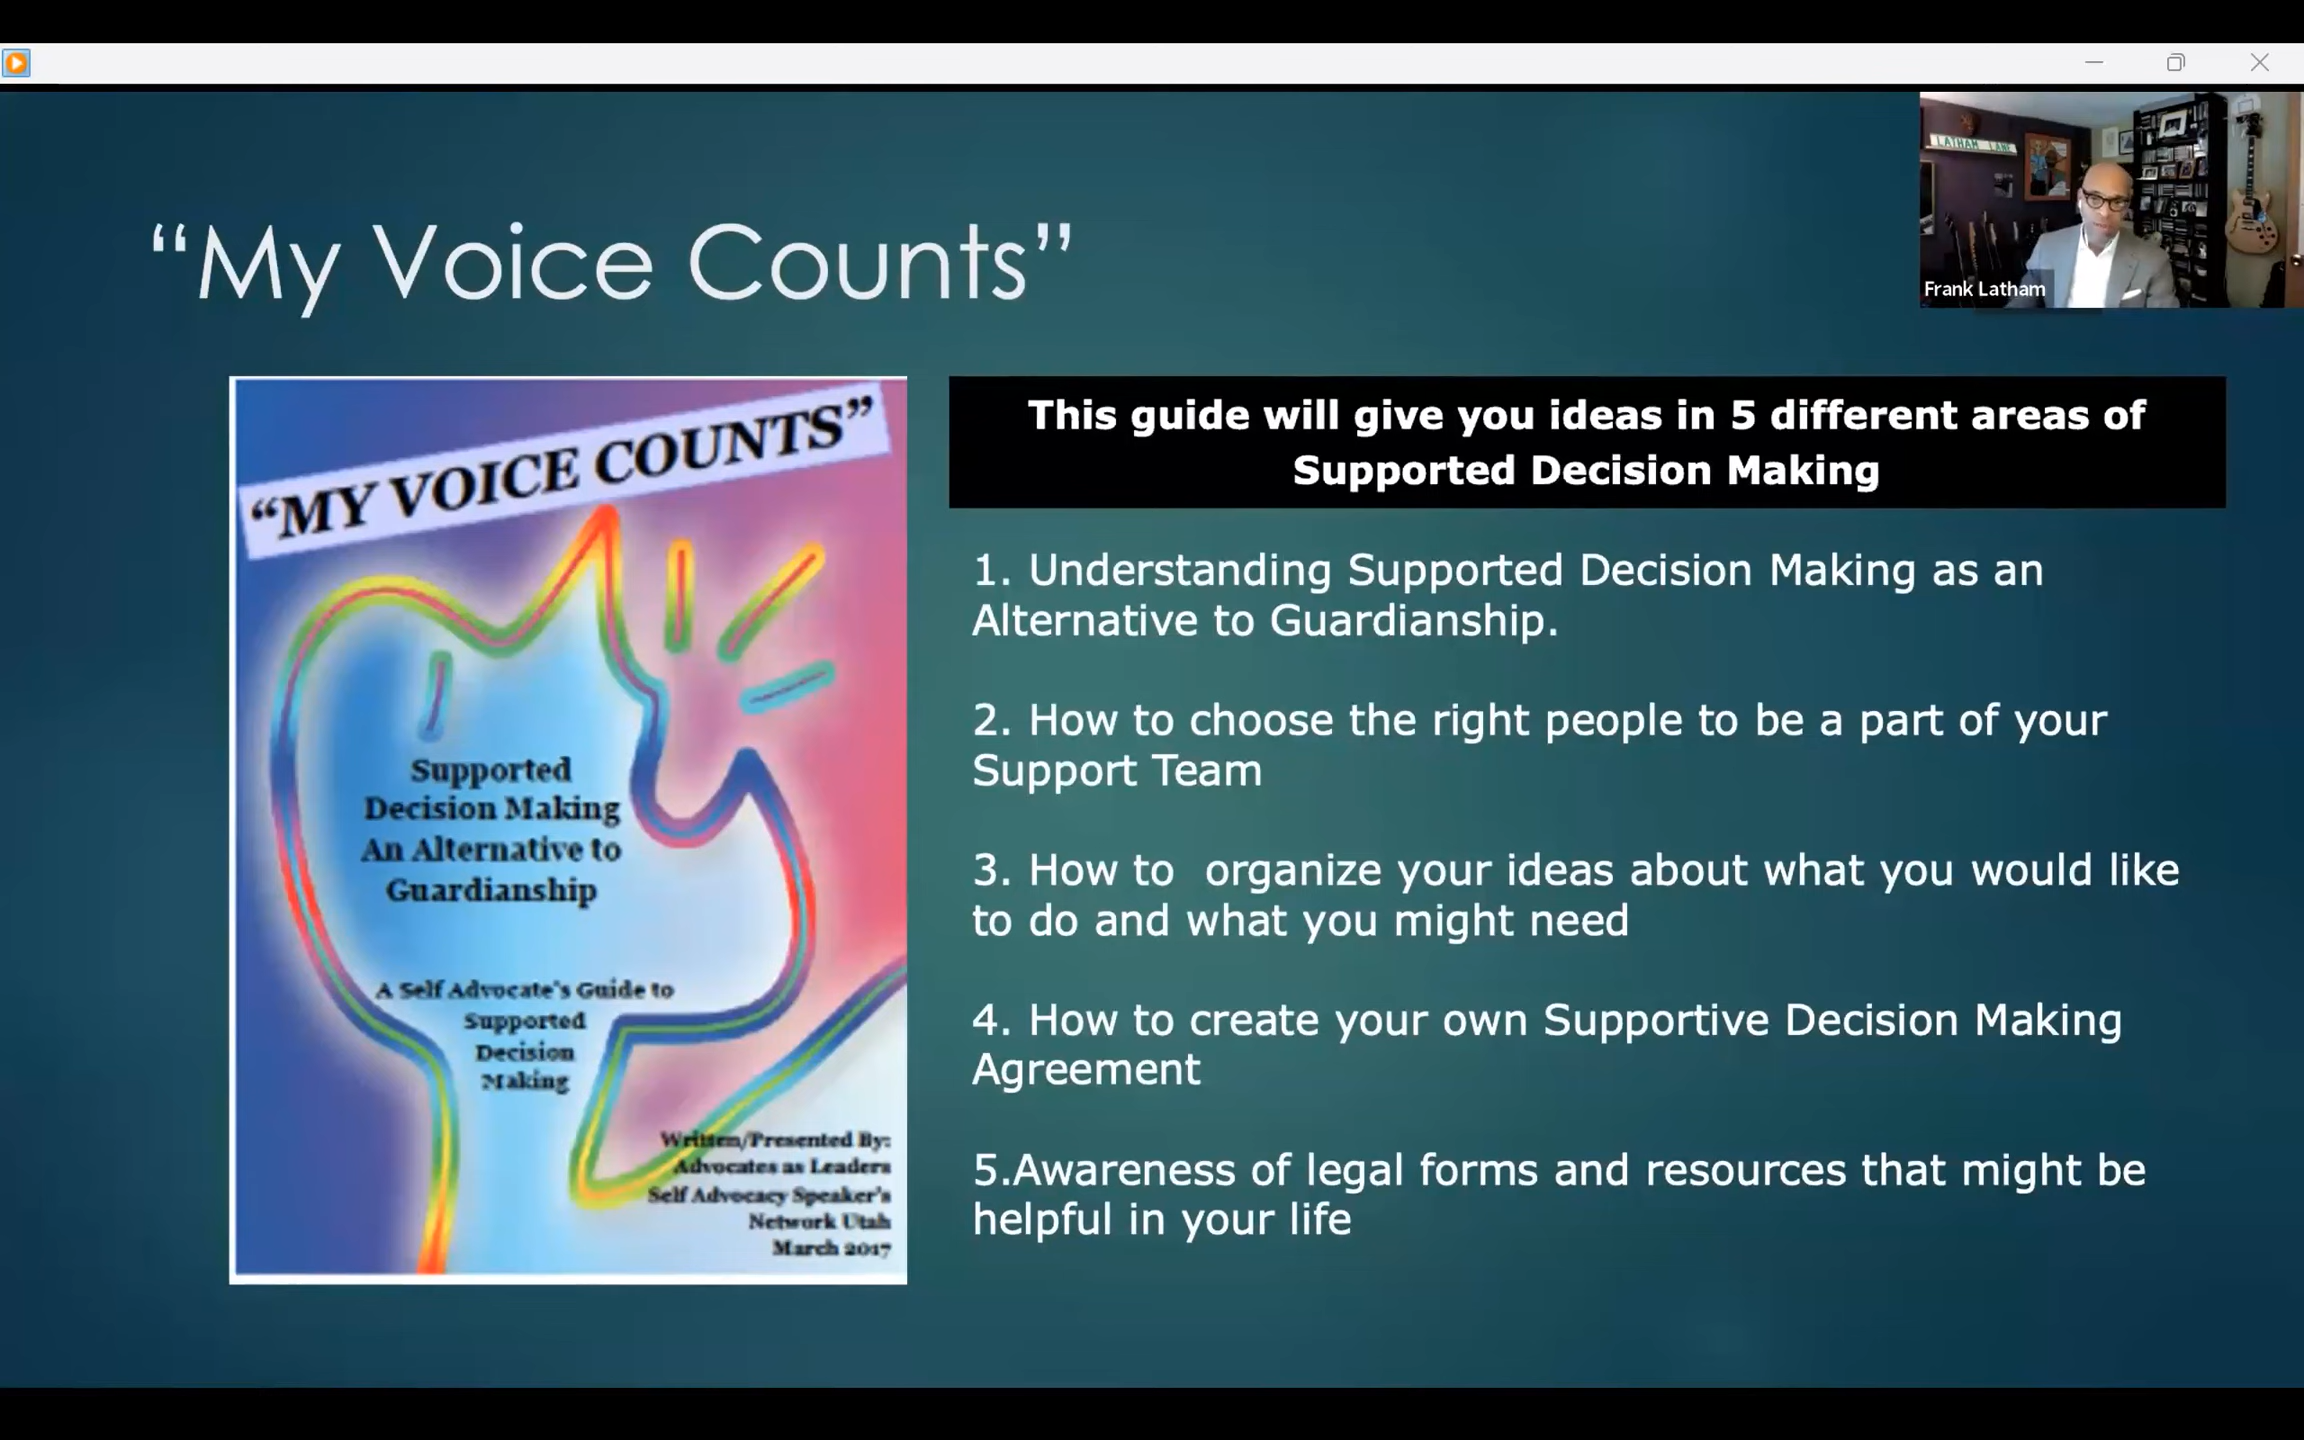 “My Voice Counts”
LATHAM LANE
Frank Latham
“MY VOICE COUNTS”
Supported
Decision Making
An Alternative to
Guardianship
A Self Advocate's Guide to
Supported
Decision
Making
Written/Presented By:
Advocates as Leaders
Self Advocacy Speaker's
Network Utah
March 2017
This guide will give you ideas in 5 different areas of
Supported Decision Making
1. Understanding Supported Decision Making as an
Alternative to Guardianship.
2. How to choose the right people to be a part of your
Support Team
3. How to  organize your ideas about what you would like
to do and what you might need
4. How to create your own Supportive Decision Making
Agreement
5.Awareness of legal forms and resources that might be
helpful in your life